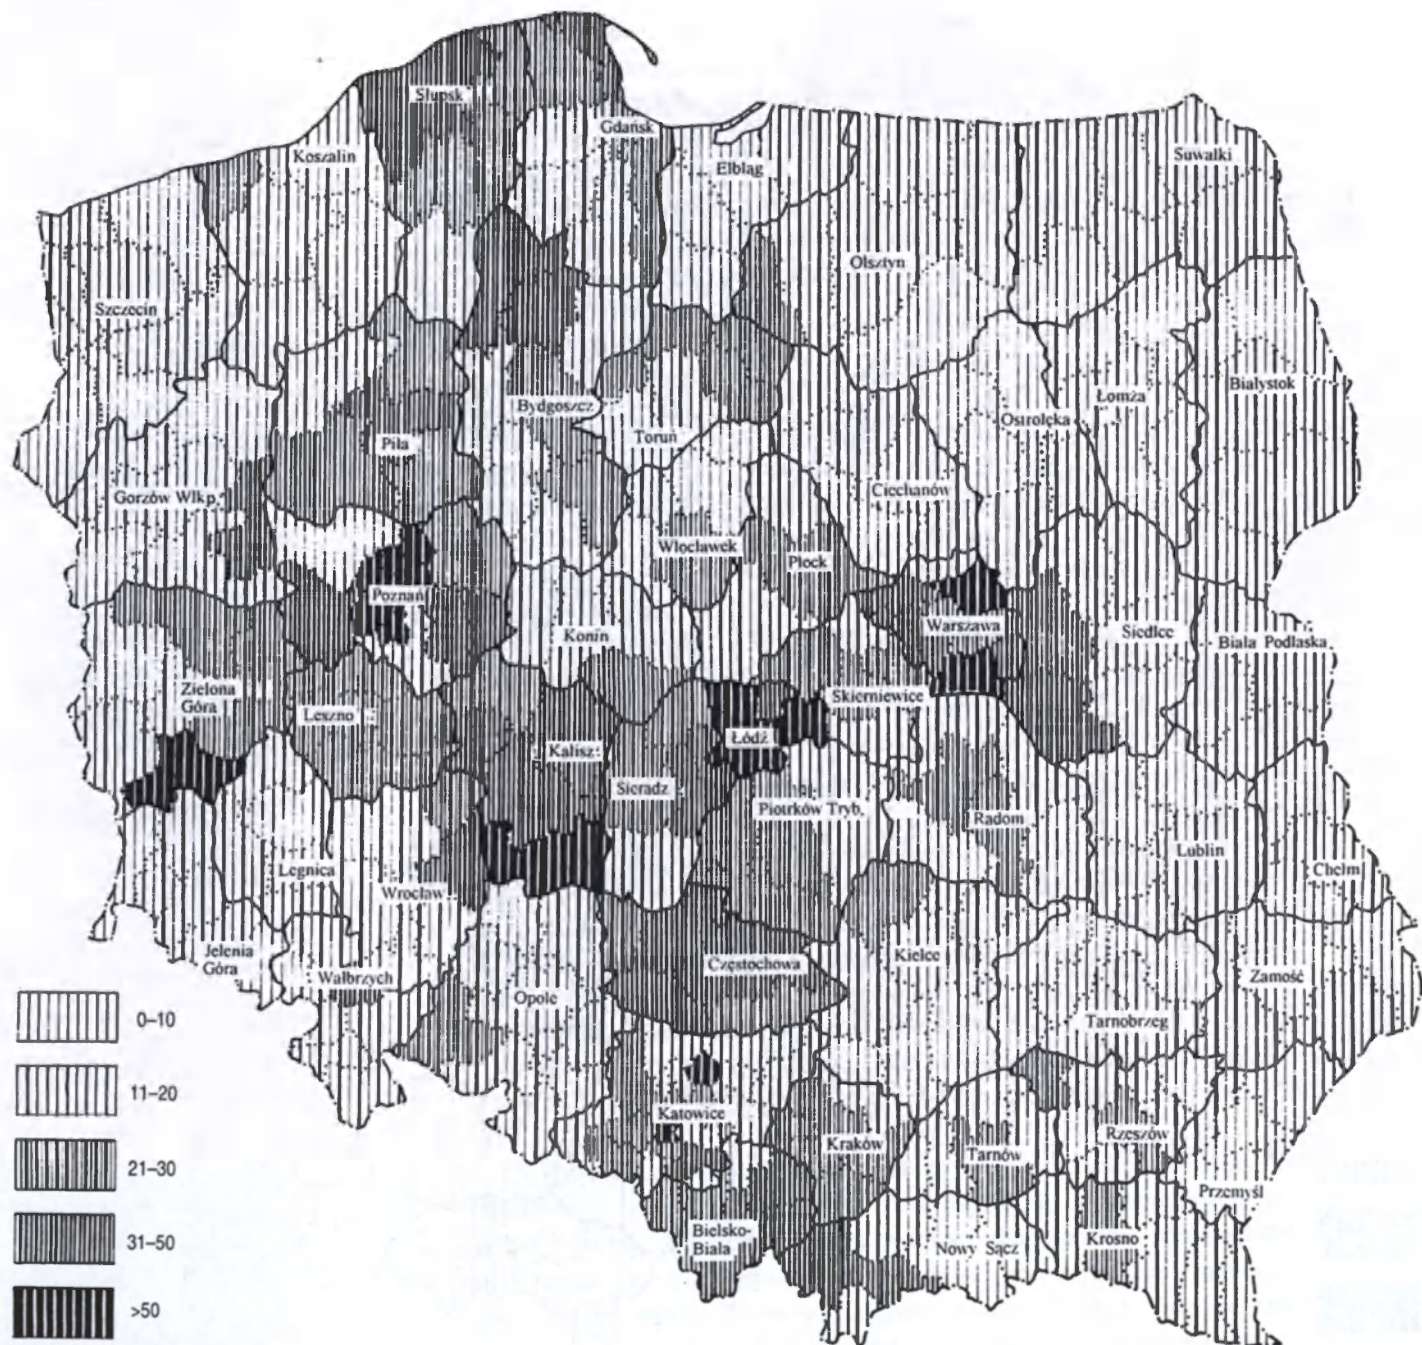 Słupsk
Gdańsk
Koszalin
Elbląg
Suwałki
Olsztyn
Szczecin
Białystok
Łomża
Bydgoszcz
Ostrołęka
Toruń
Piła
Gorzów Wlkp.
Ciechanów
Włocławek
Płock
Poznań
Warszawa
Siedlce
Konin
Biała Podlaska
Zielona
Góra
Skierniewice
Leszno
Łódź
Kalisz
Sieradz
Piotrków Tryb.
Radom
Lublin
Legnica
Chełm
Wrocław
Jelenia
Góra
Wałbrzych
Częstochowa
Kielce
Zamość
Opole
Tarnobrzeg
Katowice
Kraków
Tarnów
Rzeszów
Przemyśl
Bielsko-
Biała
Nowy Sącz
Krosno
0–10
11–20
21–30
31–50
>50